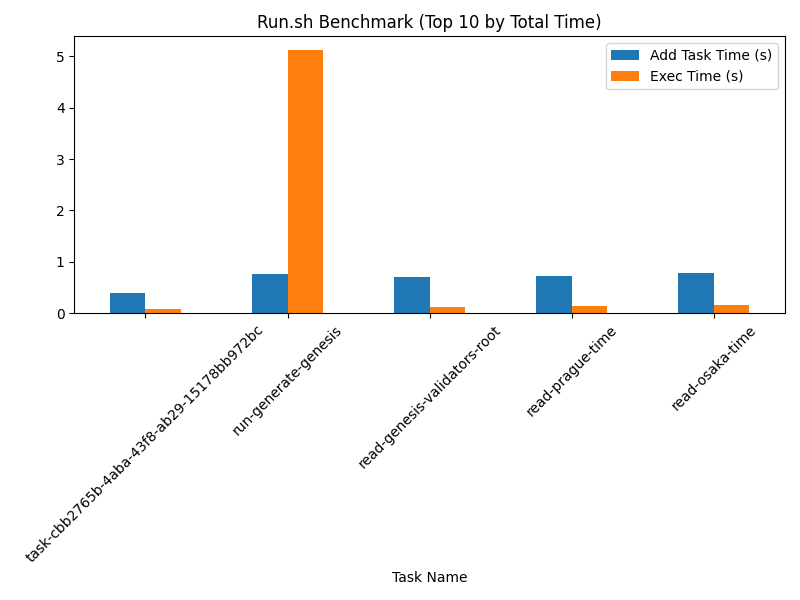 Run.sh Benchmark (Top 10 by Total Time)
Add Task Time (s)
Exec Time (s)
5
4
3
2
1
0
task-cbb2765b-4aba-43f8-ab29-15178bb972bc
run-generate-genesis
read-genesis-validators-root
read-prague-time
read-osaka-time
Task Name